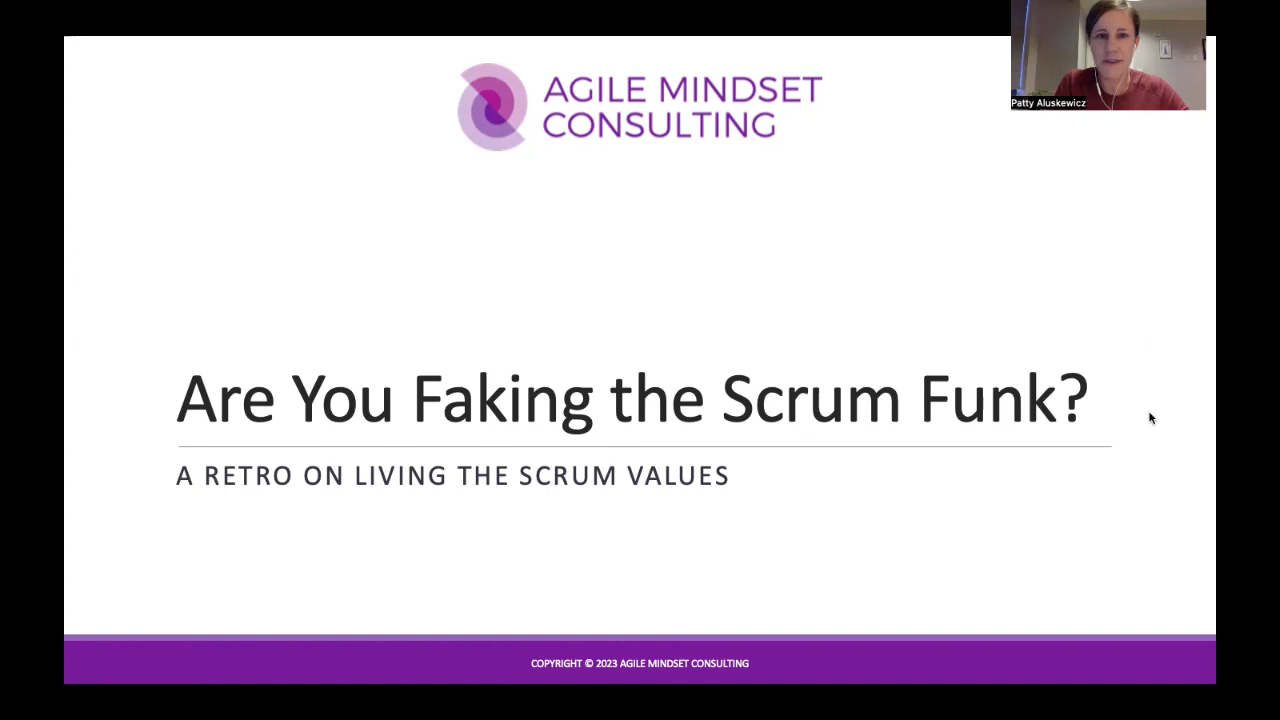 AGILE MINDSET
CONSULTING
Patty Aluskewicz
Are You Faking the Scrum Funk?
A RETRO ON LIVING THE SCRUM VALUES
COPYRIGHT © 2023 AGILE MINDSET CONSULTING